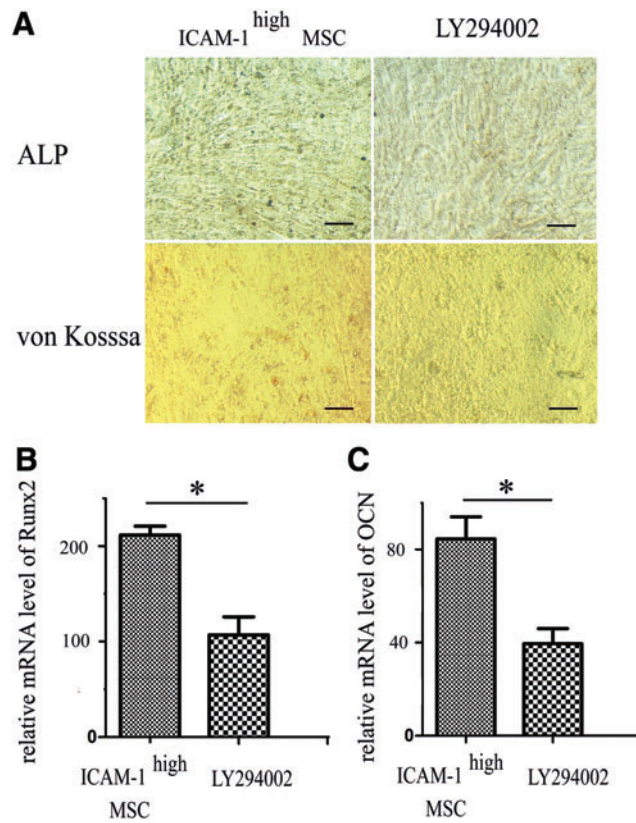 A
ICAM-1 high MSC
LY294002
ALP
von Kosssa
B
relative mRNA level of Runx2
200
100
0
*
ICAM-1 high
MSC
LY294002
C
relative mRNA level of OCN
80
40
0
*
ICAM-1 high
MSC
LY294002